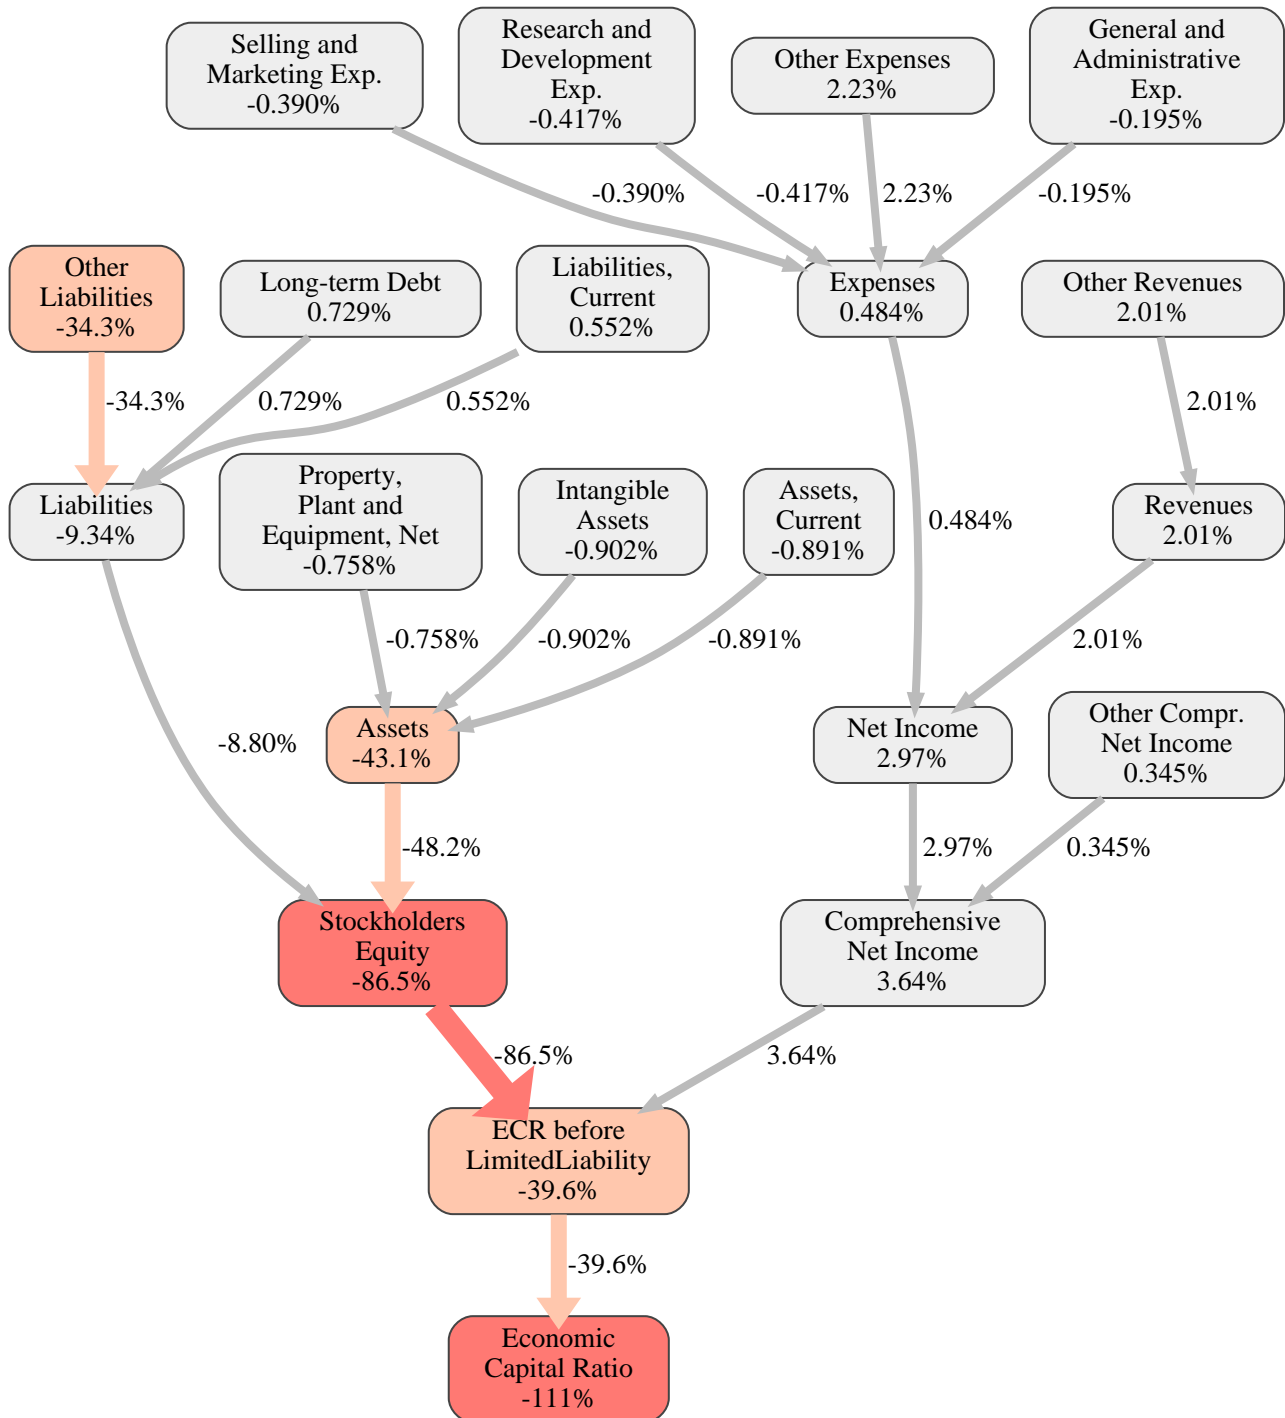 Selling and
Marketing Exp.
-0.390%
Research and
Development
Exp.
-0.417%
Other Expenses
2.23%
General and
Administrative
Exp.
-0.195%
-0.390%
-0.417%
2.23%
-0.195%
Other
Liabilities
-34.3%
Long-term Debt
0.729%
Liabilities,
Current
0.552%
Expenses
0.484%
Other Revenues
2.01%
-34.3%
0.729%
0.552%
2.01%
Liabilities
-9.34%
Property,
Plant and
Equipment, Net
-0.758%
Intangible
Assets
-0.902%
Assets,
Current
-0.891%
0.484%
Revenues
2.01%
-0.758%
-0.902%
-0.891%
2.01%
-8.80%
Assets
-43.1%
Net Income
2.97%
Other Compr.
Net Income
0.345%
-48.2%
2.97%
0.345%
Stockholders
Equity
-86.5%
Comprehensive
Net Income
3.64%
-86.5%
3.64%
ECR before
LimitedLiability
-39.6%
-39.6%
Economic
Capital Ratio
-111%